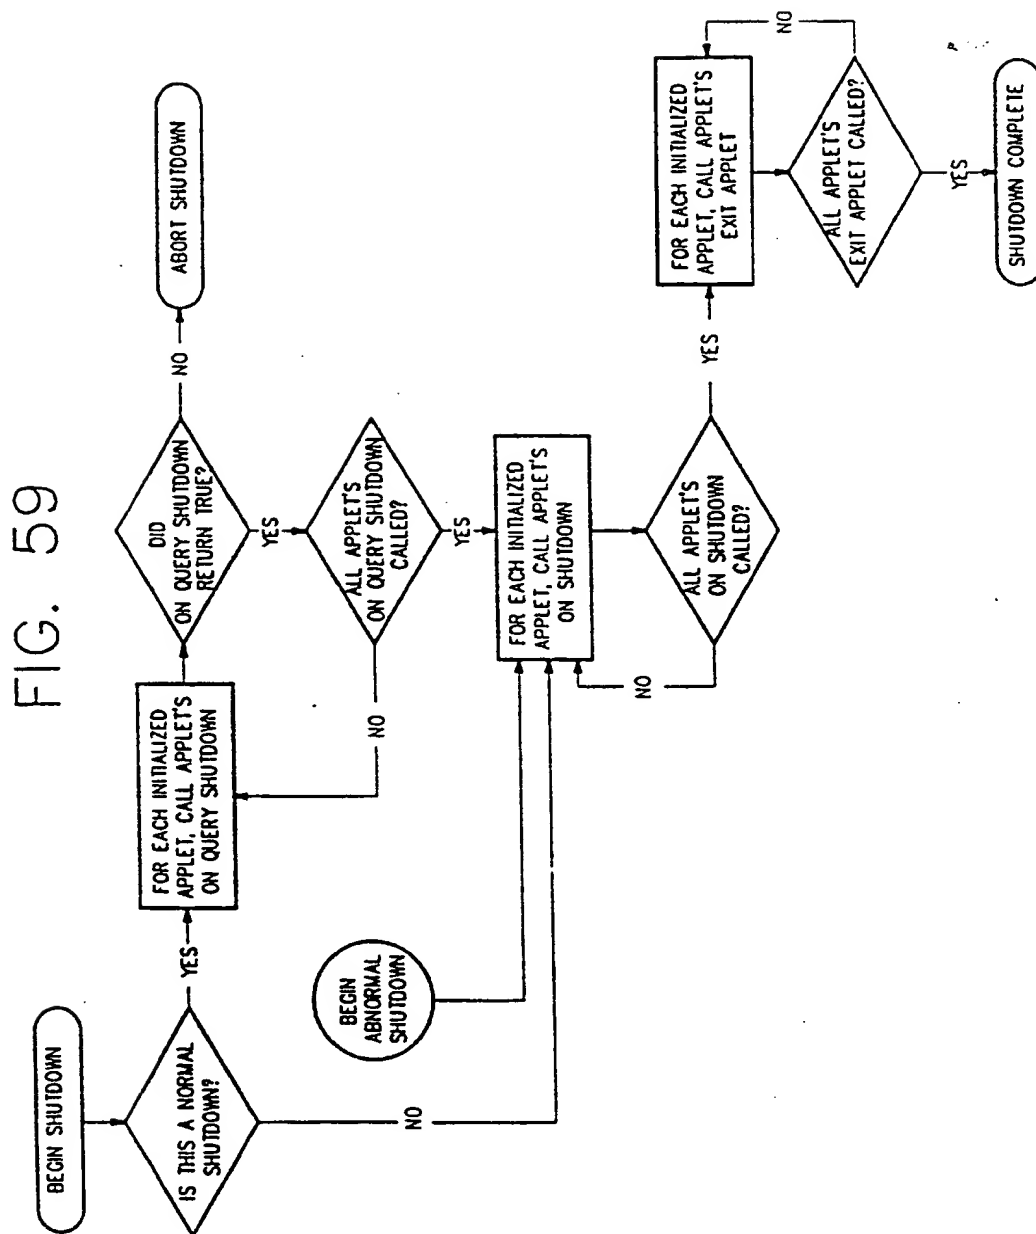 FIG. 59
BEGIN SHUTDOWN
IS THIS A NORMAL
SHUTDOWN?
YES
NO
FOR EACH INITIALIZED
APPLET, CALL APPLET'S
ON QUERY SHUTDOWN
DID
ON QUERY SHUTDOWN
RETURN TRUE?
NO
ABORT SHUTDOWN
YES
ALL APPLET'S
ON QUERY SHUTDOWN
CALLED?
NO
YES
BEGIN
ABNORMAL
SHUTDOWN
FOR EACH INITIALIZED
APPLET, CALL APPLET'S
ON SHUTDOWN
ALL APPLET'S
ON SHUTDOWN
CALLED?
NO
YES
FOR EACH INITIALIZED
APPLET, CALL APPLET'S
EXIT APPLET
ALL APPLET'S
EXIT APPLET CALLED?
NO
YES
SHUTDOWN COMPLETE